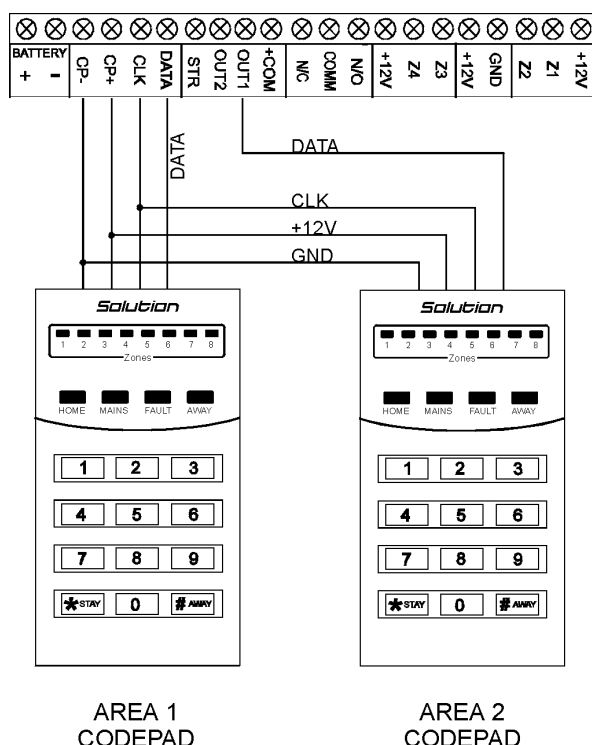 BATTERY
+ - CP- CP+ CLK DATA STR OUT2 OUT1 +COM N/C COMM N/O +12V Z4 Z3 +12V GND Z2 Z1 +12V
DATA
DATA
CLK
+12V
GND
Solution
1 2 3 4 5 6 7 8
Zones
HOME MAINS FAULT AWAY
1 2 3
4 5 6
7 8 9
*STAY 0 #AWAY
AREA 1
CODEPAD
Solution
1 2 3 4 5 6 7 8
Zones
HOME MAINS FAULT AWAY
1 2 3
4 5 6
7 8 9
*STAY 0 #AWAY
AREA 2
CODEPAD